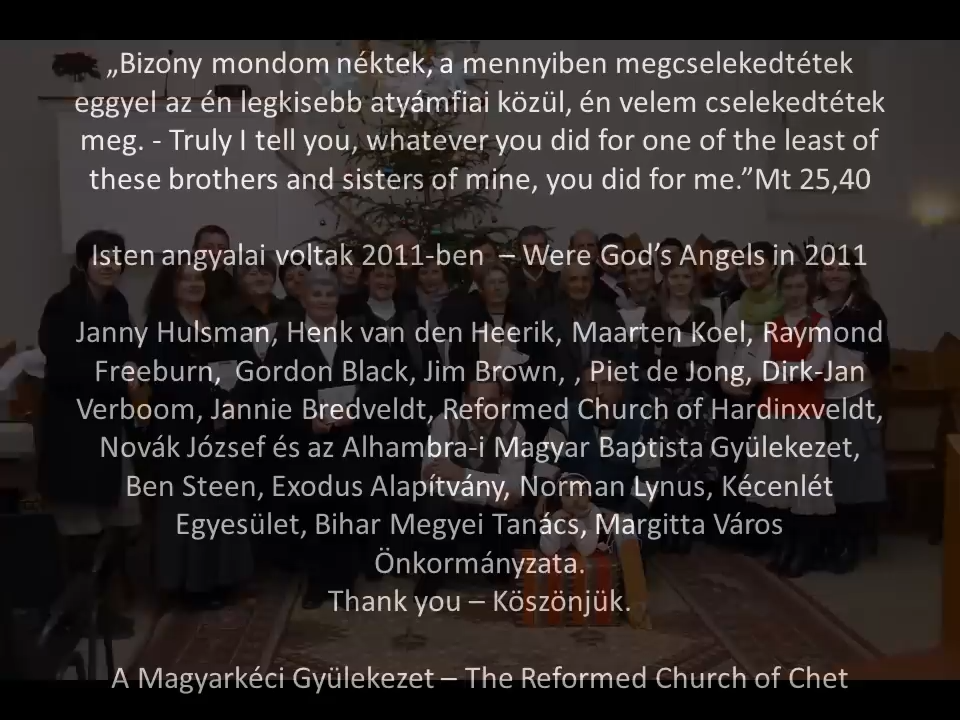 „Bizony mondom néktek, a mennyiben megcselekedtétek
eggyel az én legkisebb atyámfiai közül, én velem cselekedtétek
meg. - Truly I tell you, whatever you did for one of the least of
these brothers and sisters of mine, you did for me.”Mt 25,40
Isten angyalai voltak 2011-ben – Were God’s Angels in 2011
Janny Hulsman, Henk van den Heerik, Maarten Koel, Raymond
Freeburn, Gordon Black, Jim Brown, , Piet de Jong, Dirk-Jan
Verboom, Jannie Bredveldt, Reformed Church of Hardinxveldt,
Novák József és az Alhambra-i Magyar Baptista Gyülekezet,
Ben Steen, Exodus Alapítvány, Norman Lynus, Kécenlét
Egyesület, Bihar Megyei Tanács, Margitta Város
Önkormányzata.
Thank you – Köszönjük.
A Magyarkéci Gyülekezet – The Reformed Church of Chet